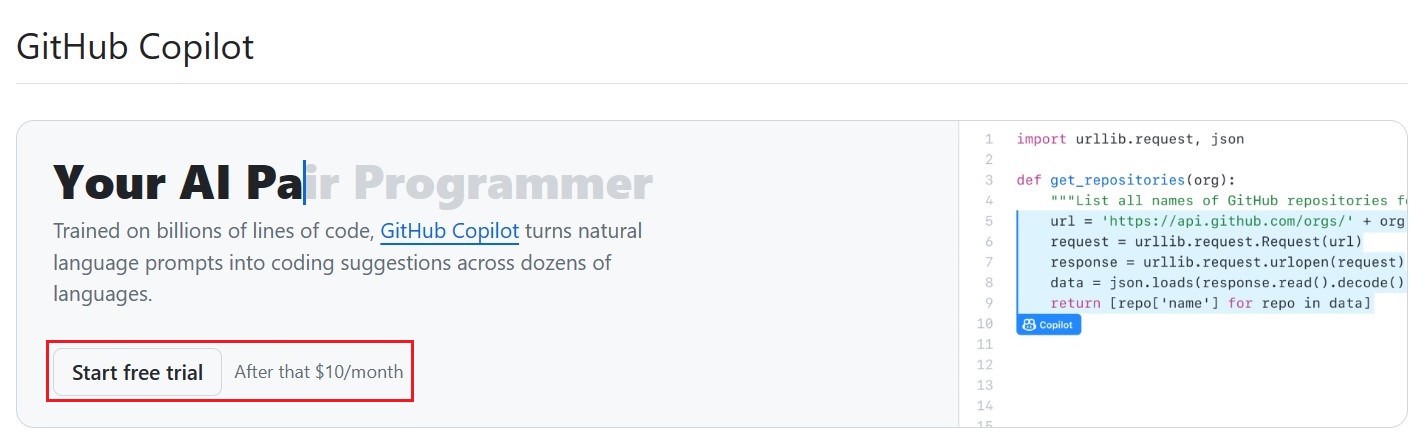 GitHub Copilot
Your AI Pair Programmer
Trained on billions of lines of code, GitHub Copilot turns natural
language prompts into coding suggestions across dozens of
languages.
Start free trial After that $10/month
1 import urllib.request, json
2
3 def get_repositories(org):
4 """List all names of GitHub repositories
5 url = 'https://api.github.com/orgs/' + org
6 request = urllib.request.Request(url)
7 response = urllib.request.urlopen(request)
8 data = json.loads(response.read().decode()
9 return [repo['name'] for repo in data]
10 Copilot
11
12
13
14
15